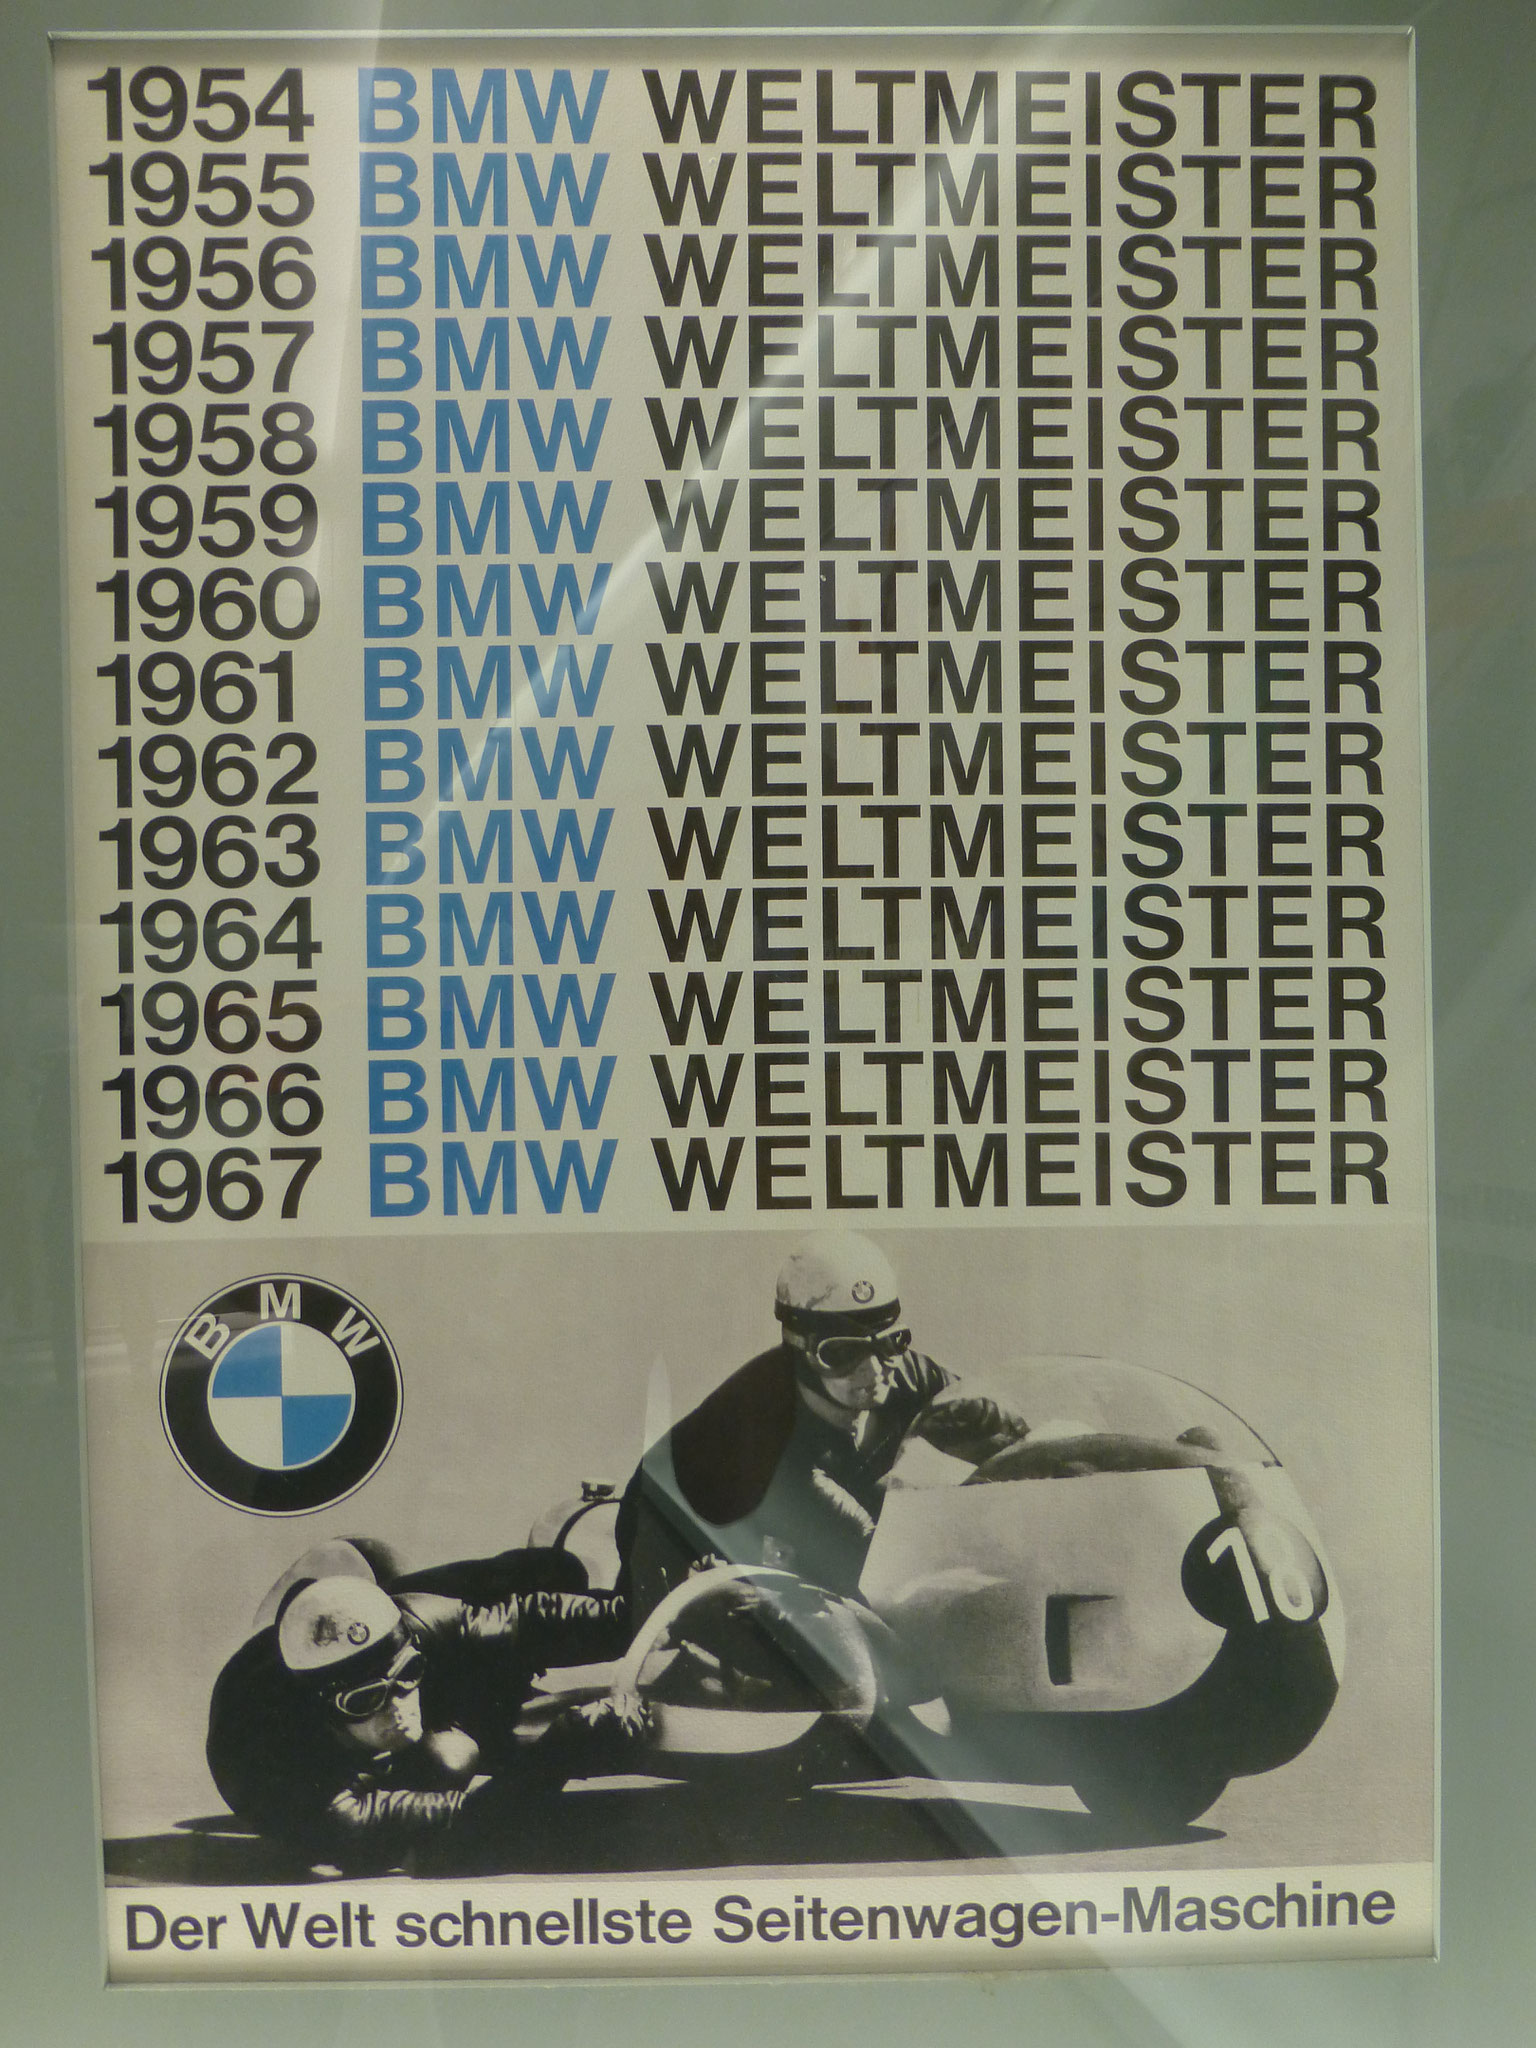 1954 BMW WELTMEISTER
1955 BMW WELTMEISTER
1956 BMW WELTMEISTER
1957 BMW WELTMEISTER
1958 BMW WELTMEISTER
1959 BMW WELTMEISTER
1960 BMW WELTMEISTER
1961 BMW WELTMEISTER
1962 BMW WELTMEISTER
1963 BMW WELTMEISTER
1964 BMW WELTMEISTER
1965 BMW WELTMEISTER
1966 BMW WELTMEISTER
1967 BMW WELTMEISTER
BMW
18
Der Welt schnellste Seitenwagen-Maschine